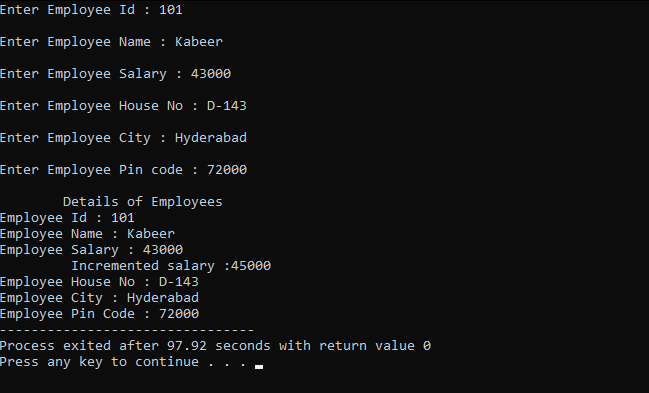 Enter Employee Id : 101
Enter Employee Name : Kabeer
Enter Employee Salary : 43000
Enter Employee House No : D-143
Enter Employee City : Hyderabad
Enter Employee Pin code : 72000
Details of Employees
Employee Id : 101
Employee Name : Kabeer
Employee Salary : 43000
Incremented salary :45000
Employee House No : D-143
Employee City : Hyderabad
Employee Pin Code : 72000
--------------------------------
Process exited after 97.92 seconds with return value 0
Press any key to continue . . .